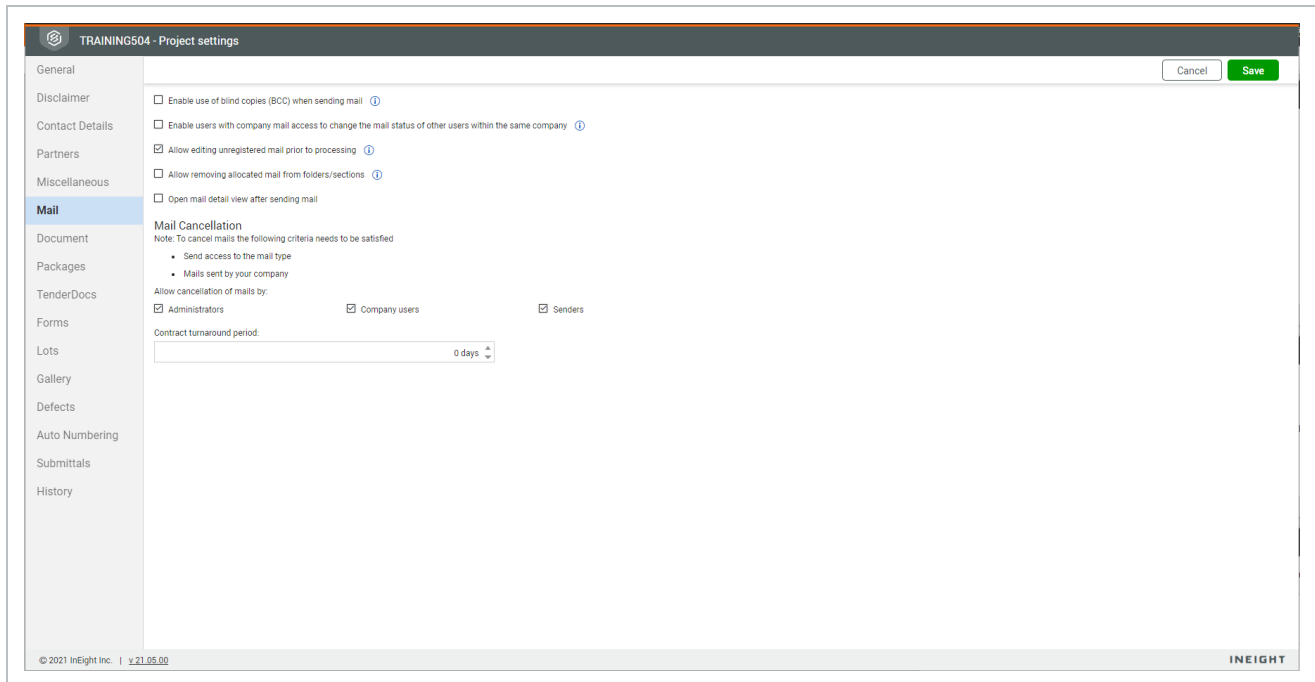 TRAINING504 - Project settings
General
Disclaimer
Contact Details
Partners
Miscellaneous
Mail
Document
Packages
TenderDocs
Forms
Lots
Gallery
Defects
Auto Numbering
Submittals
History
Cancel Save
Enable use of blind copies (BCC) when sending mail
Enable users with company mail access to change the mail status of other users within the same company
Allow editing unregistered mail prior to processing
Allow removing allocated mail from folders/sections
Open mail detail view after sending mail
Mail Cancellation
Note: To cancel mails the following criteria needs to be satisfied
• Send access to the mail type
• Mails sent by your company
Allow cancellation of mails by:
Administrators Company users Senders
Contract turnaround period:
0 days
© 2021 InEight Inc. | v 21.05.00
INEIGHT